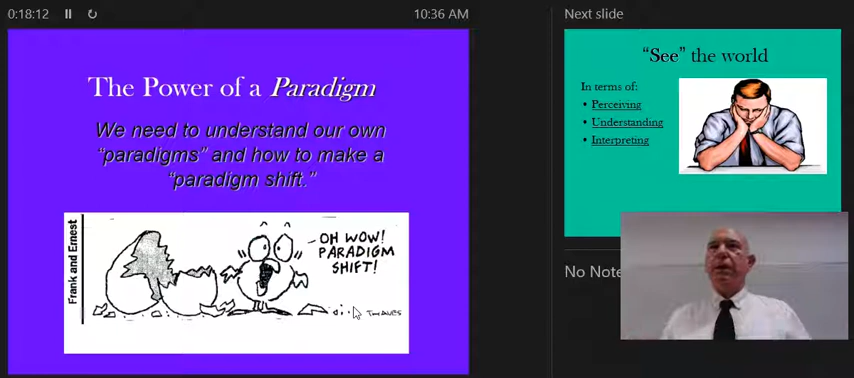 0:18:12
10:36 AM
The Power of a Paradigm
We need to understand our own
“paradigms” and how to make a
“paradigm shift.”
Frank and Ernest
OH WOW!
PARADIGM
SHIFT!
Next slide
“See” the world
In terms of:
• Perceiving
• Understanding
• Interpreting
No Note